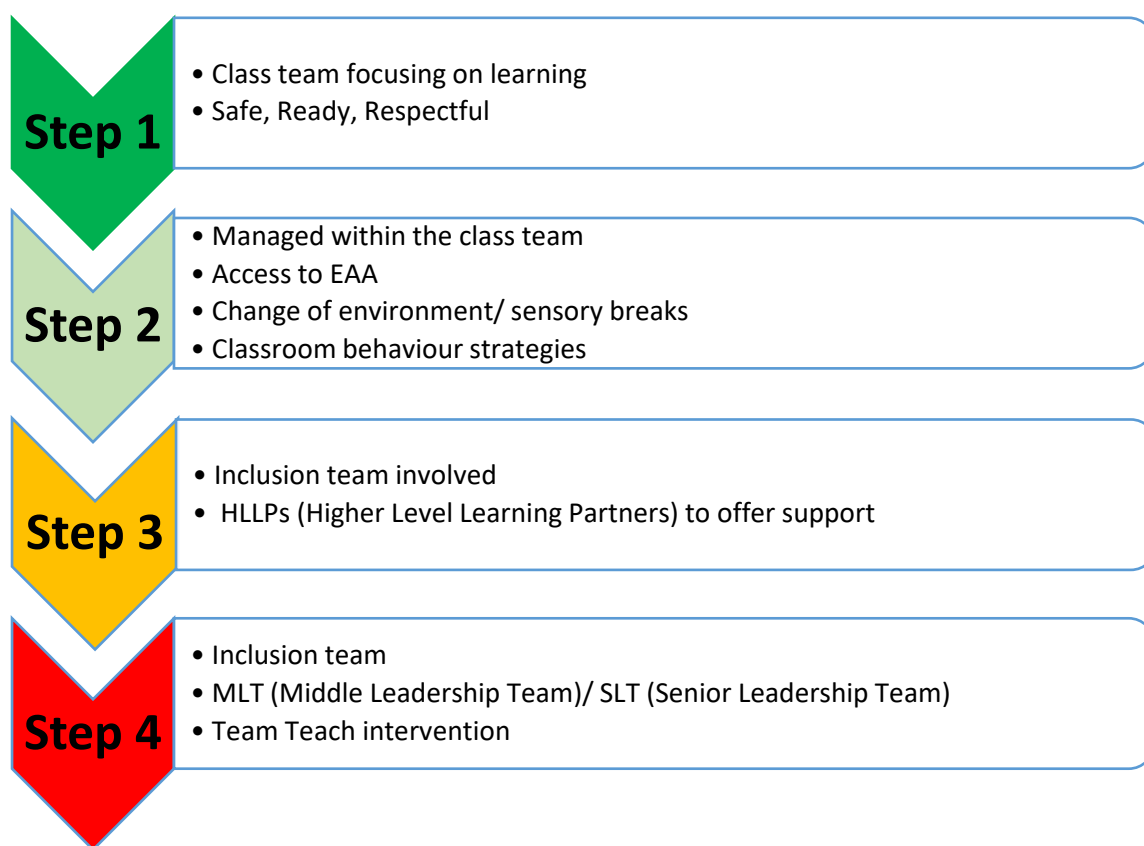 Step 1
• Class team focusing on learning
• Safe, Ready, Respectful
Step 2
• Managed within the class team
• Access to EAA
• Change of environment/ sensory breaks
• Classroom behaviour strategies
Step 3
• Inclusion team involved
• HLLPs (Higher Level Learning Partners) to offer support
Step 4
• Inclusion team
• MLT (Middle Leadership Team)/ SLT (Senior Leadership Team)
• Team Teach intervention